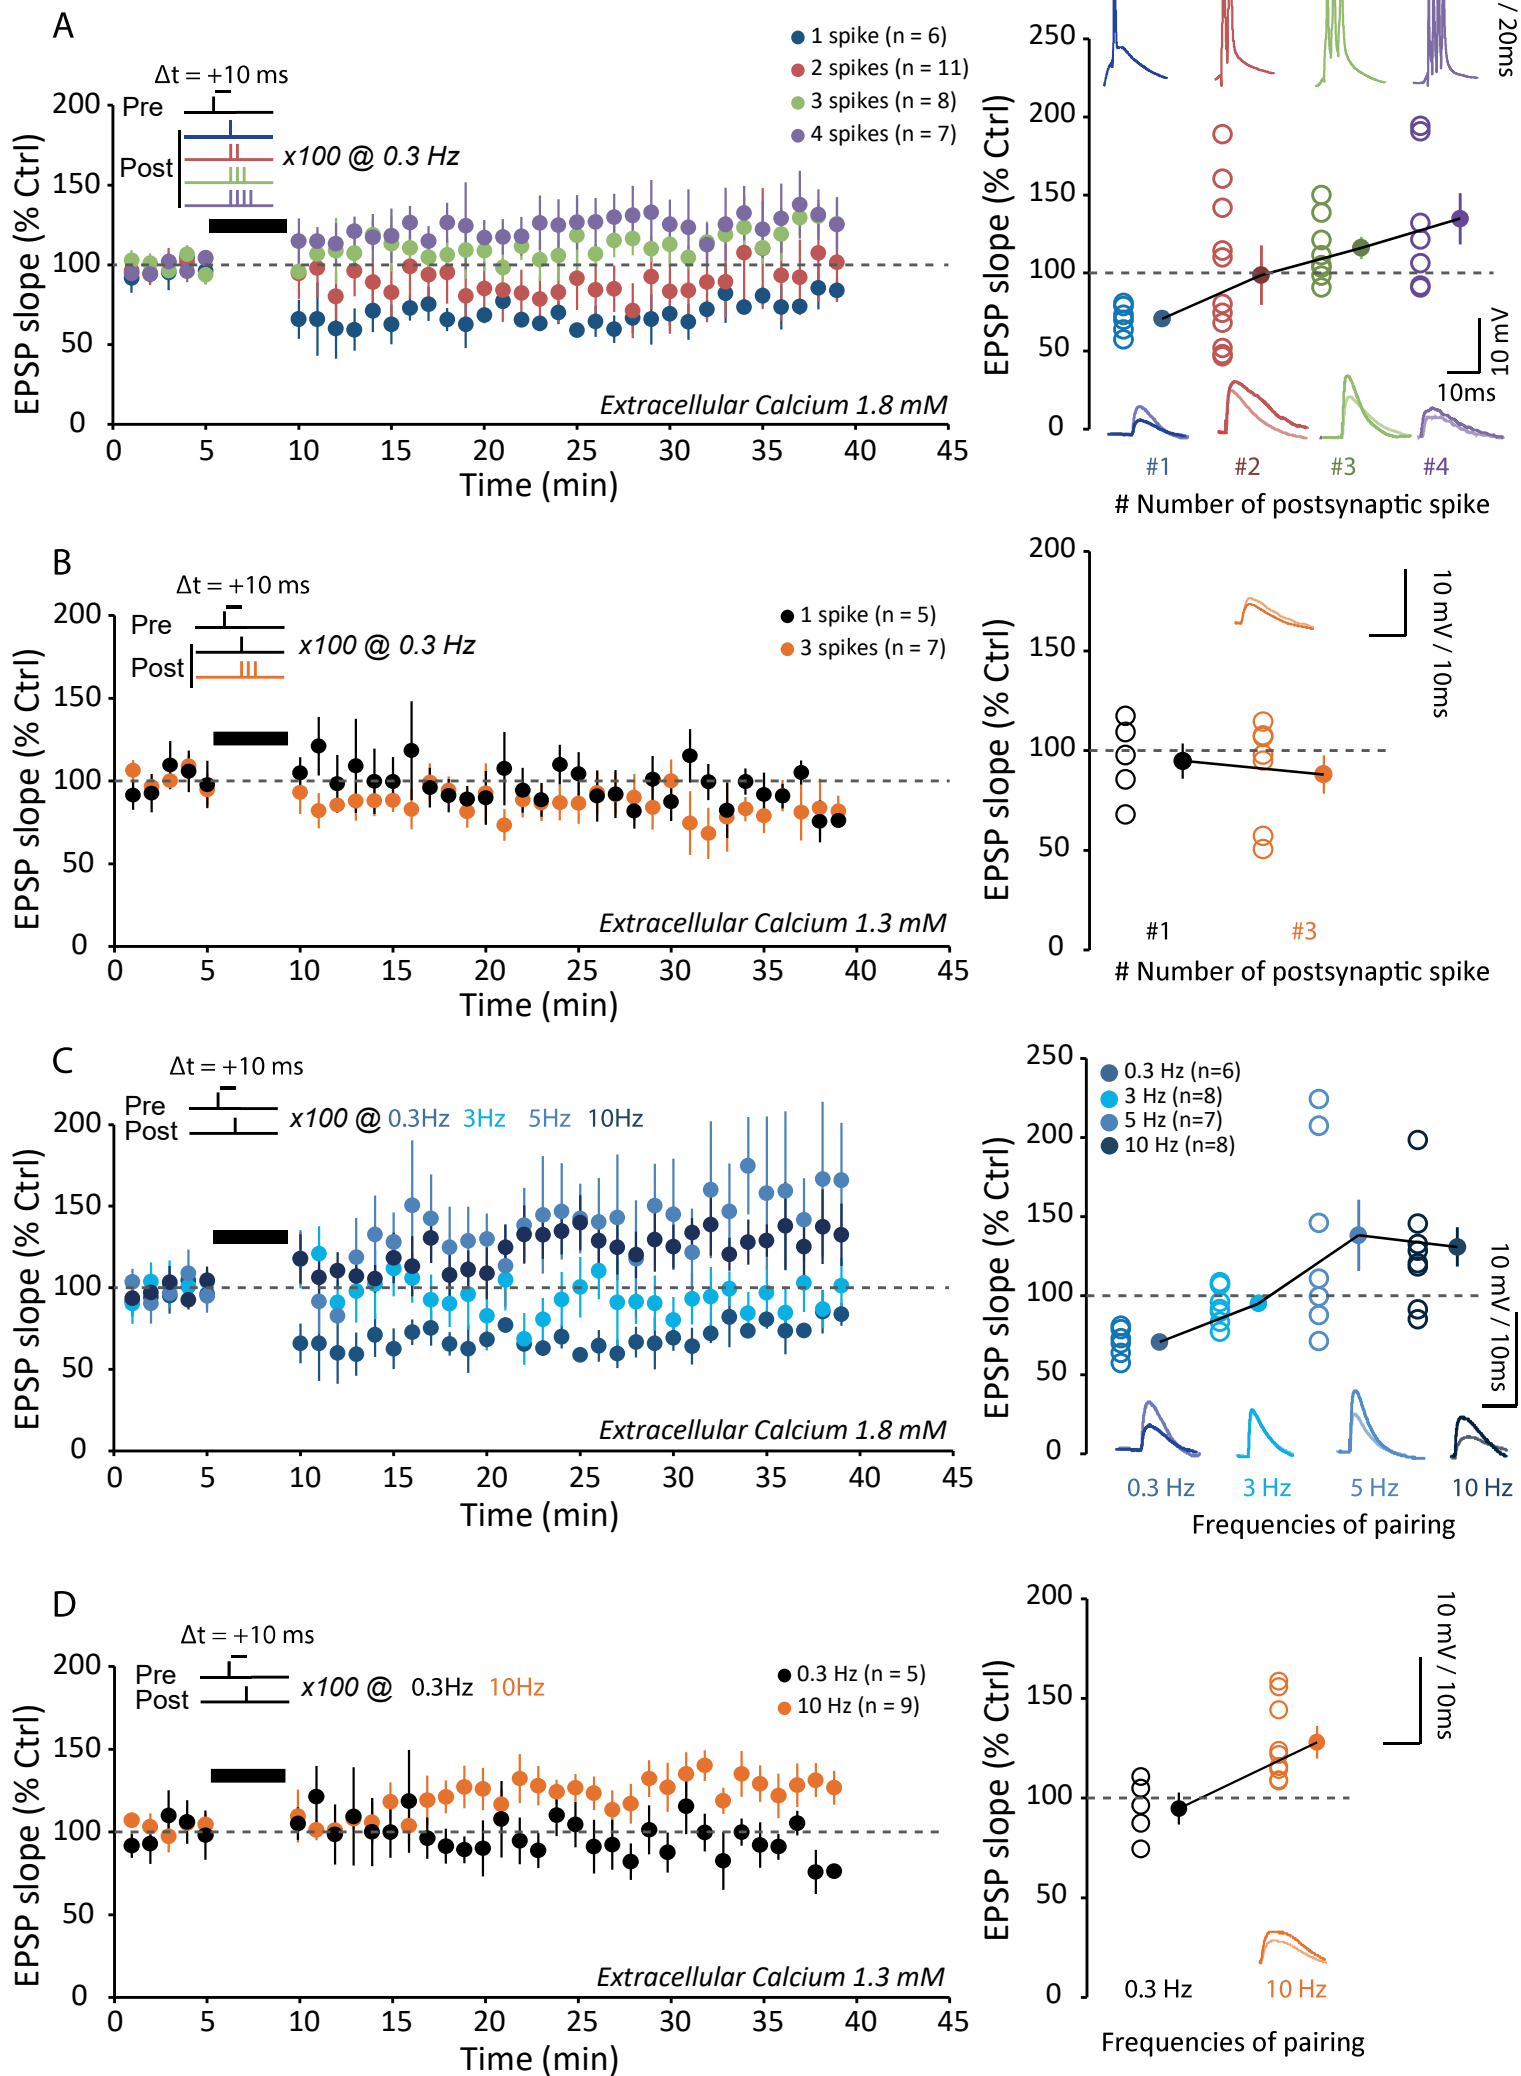 A
Δt = +10 ms
Pre
Post
x100 @ 0.3 Hz
1 spike (n = 6)
2 spikes (n = 11)
3 spikes (n = 8)
4 spikes (n = 7)
EPSP slope (% Ctrl)
200
150
100
50
0
Extracellular Calcium 1.8 mM
0 5 10 15 20 25 30 35 40 45
Time (min)
/ 20ms
EPSP slope (% Ctrl)
250
200
150
100
50
0
10 mV
10ms
#1 #2 #3 #4
# Number of postsynaptic spike
B
Δt = +10 ms
Pre
Post
x100 @ 0.3 Hz
1 spike (n = 5)
3 spikes (n = 7)
EPSP slope (% Ctrl)
200
150
100
50
0
Extracellular Calcium 1.3 mM
0 5 10 15 20 25 30 35 40 45
Time (min)
EPSP slope (% Ctrl)
200
150
100
50
0
10 mV / 10ms
#1 #3
# Number of postsynaptic spike
C
Δt = +10 ms
Pre
Post
x100 @ 0.3Hz 3Hz 5Hz 10Hz
EPSP slope (% Ctrl)
200
150
100
50
0
Extracellular Calcium 1.8 mM
0 5 10 15 20 25 30 35 40 45
Time (min)
EPSP slope (% Ctrl)
250
200
150
100
50
0
0.3 Hz (n=6)
3 Hz (n=8)
5 Hz (n=7)
10 Hz (n=8)
10 mV / 10ms
0.3 Hz 3 Hz 5 Hz 10 Hz
Frequencies of pairing
D
Δt = +10 ms
Pre
Post
x100 @ 0.3Hz 10Hz
0.3 Hz (n = 5)
10 Hz (n = 9)
EPSP slope (% Ctrl)
200
150
100
50
0
Extracellular Calcium 1.3 mM
0 5 10 15 20 25 30 35 40 45
Time (min)
EPSP slope (% Ctrl)
200
150
100
50
0
10 mV / 10ms
0.3 Hz 10 Hz
Frequencies of pairing